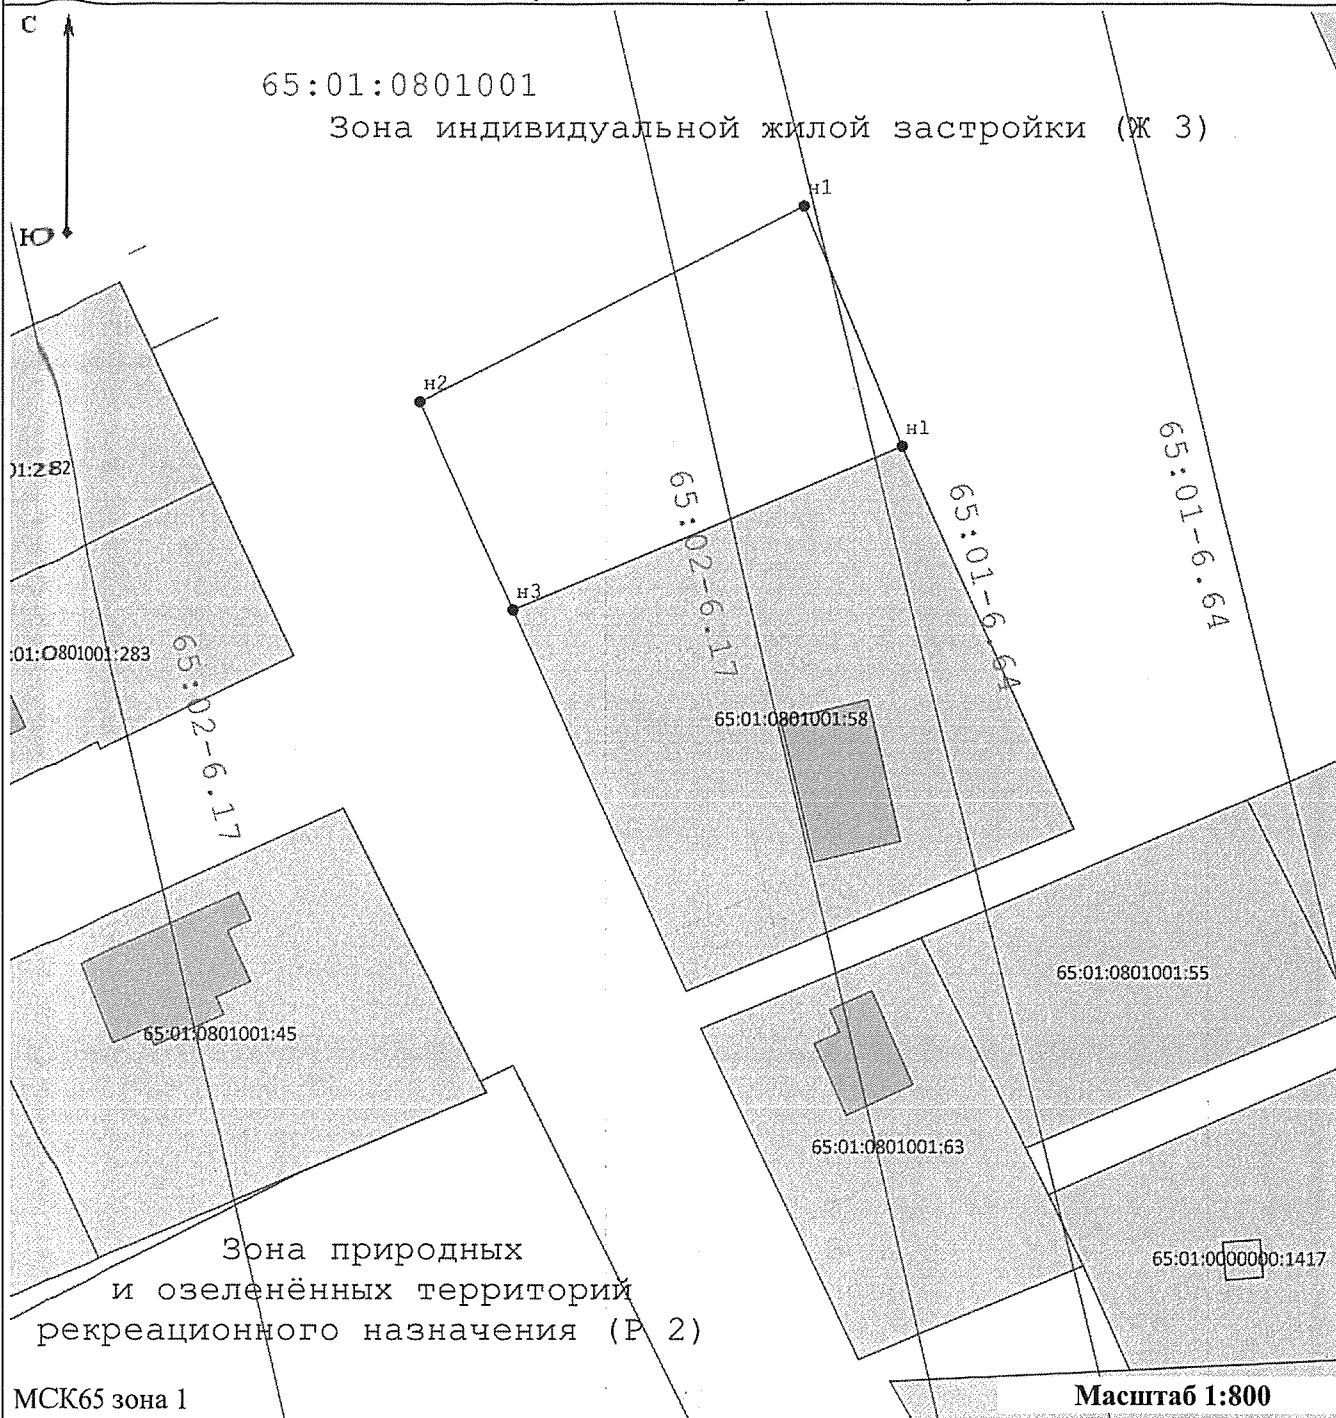 С
65:01:0801001
Зона индивидуальной жилой застройки (Ж 3)
н1
Ю
н2
н1
01:282
65:02-6.17
65:01-6.64
65:01-6.64
н3
:01:0801001:283
65:02-6.17
65:01:0801001:58
65:01:0801001:55
65:01:0801001:45
65:01:0801001:63
Зона природных
и озеленённых территорий
рекреационного назначения (Р 2)
65:01:0000000:1417
МСК65 зона 1
Масштаб 1:800